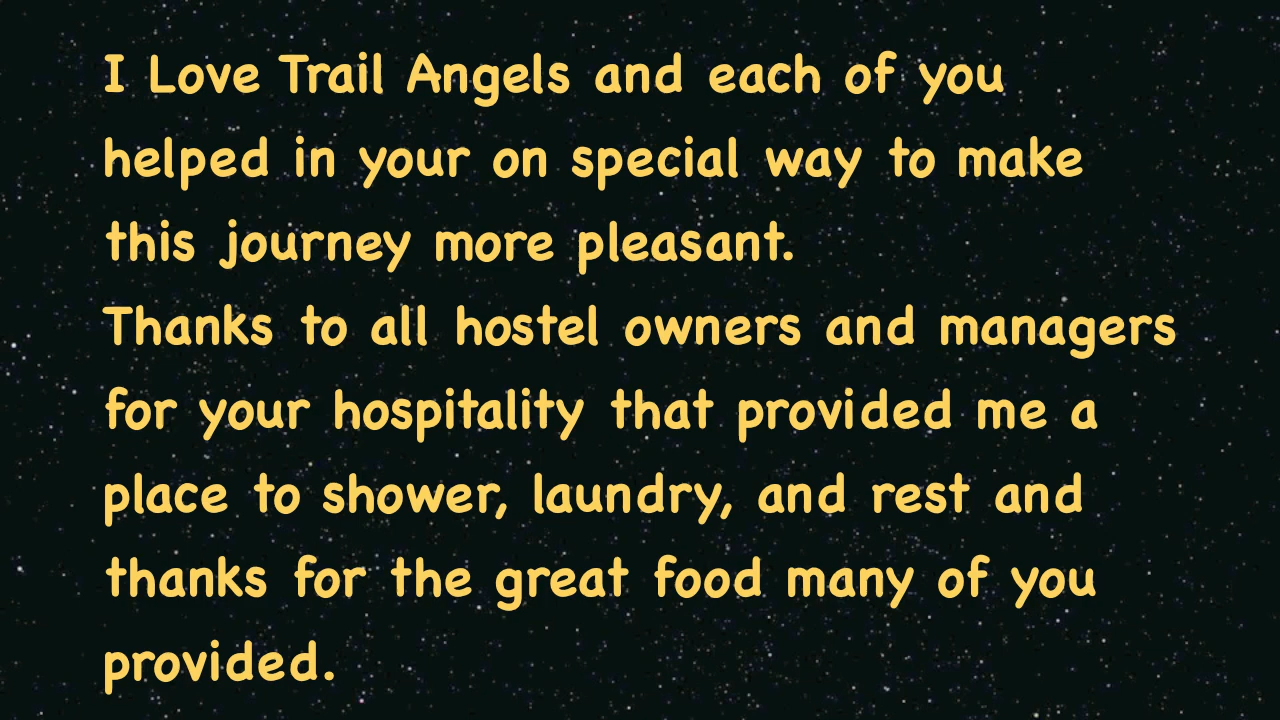 I Love Trail Angels and each of you
helped in your on special way to make
this journey more pleasant.
Thanks to all hostel owners and managers
for your hospitality that provided me a
place to shower, laundry, and rest and
thanks for the great food many of you
provided.